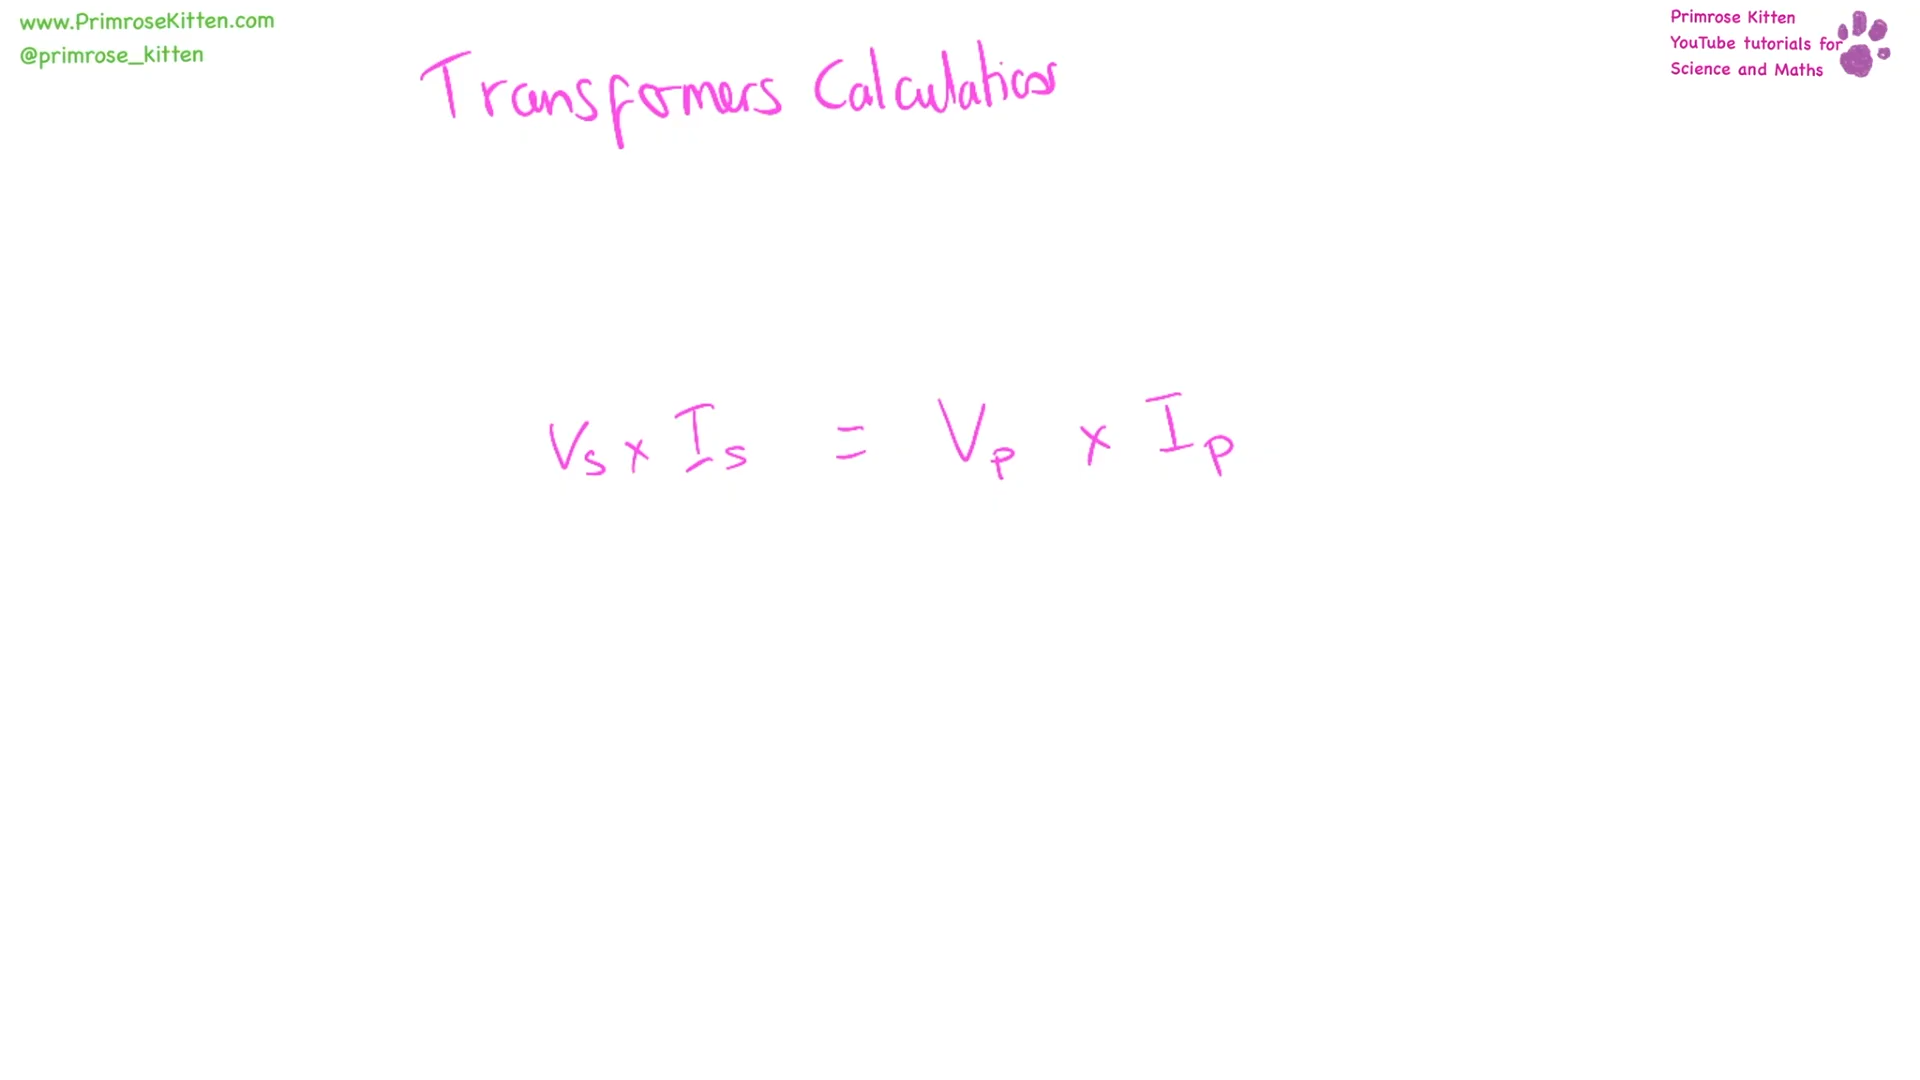 www.PrimroseKitten.com
@primrose_kitten
Primrose Kitten
YouTube tutorials for
Science and Maths
Transformers Calculations
Vs x Is = Vp x Ip